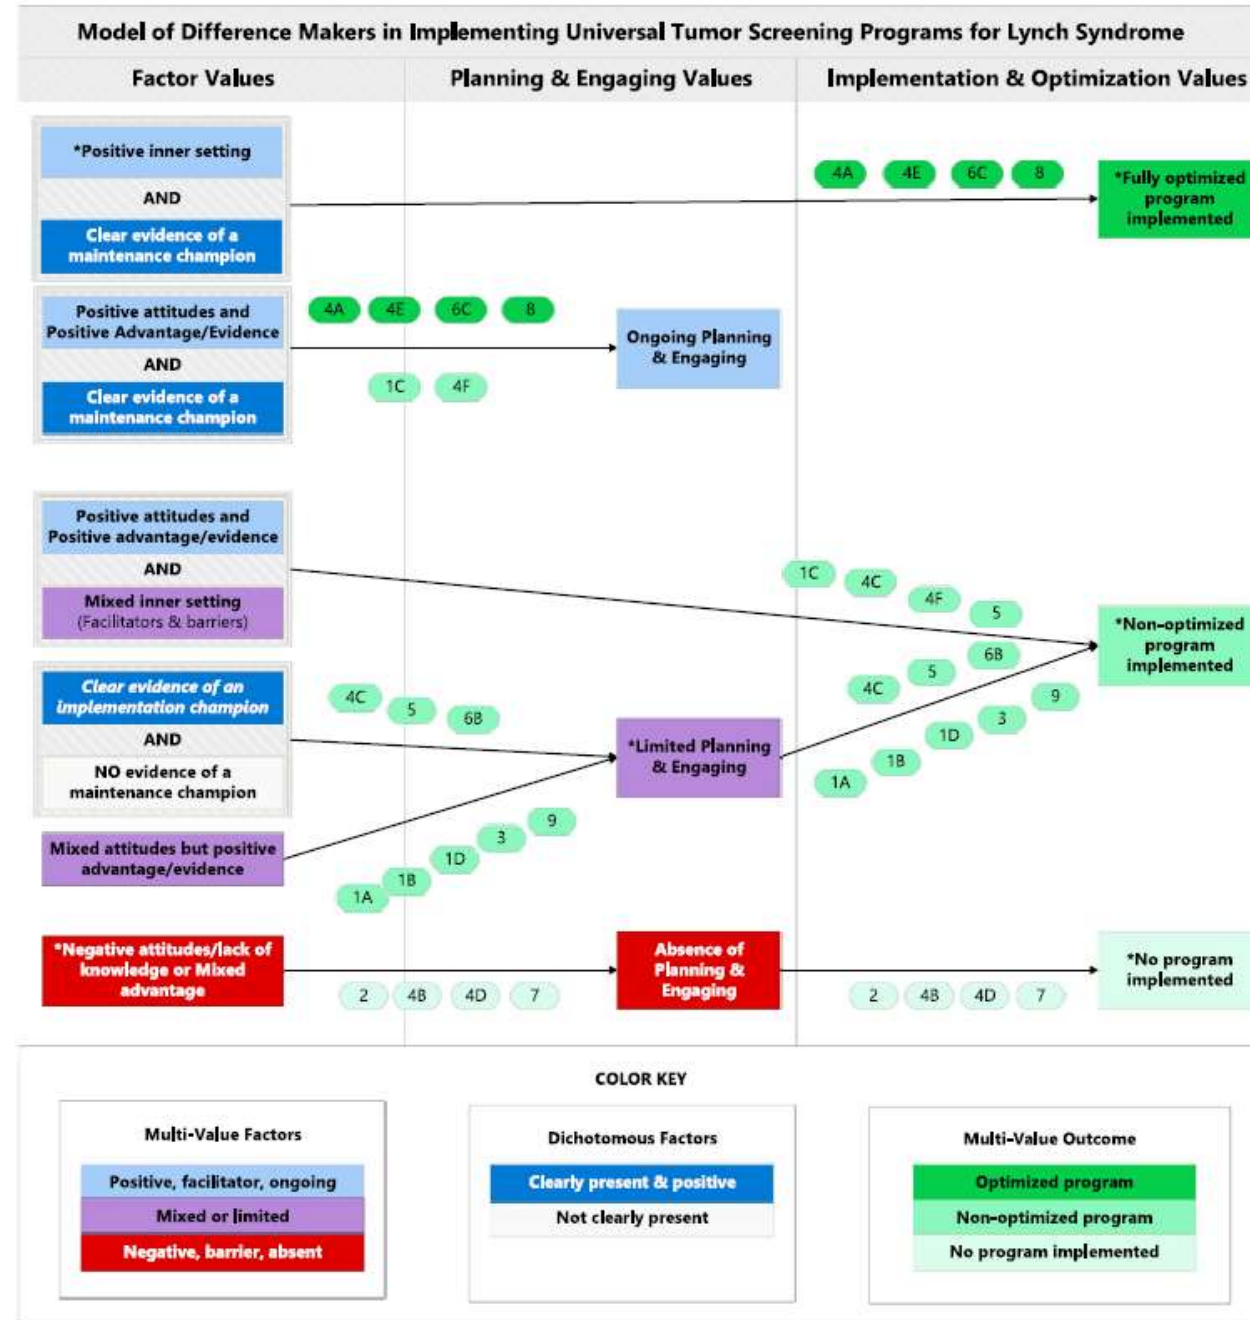 Model of Difference Makers in Implementing Universal Tumor Screening Programs for Lynch Syndrome
Factor Values
Planning & Engaging Values
Implementation & Optimization Values
*Positive inner setting
AND
Clear evidence of a
maintenance champion
4A
4E
6C
8
*Fully optimized
program
implemented
Positive attitudes and
Positive Advantage/Evidence
AND
Clear evidence of a
maintenance champion
4A
4E
6C
8
1C
4F
Ongoing Planning
& Engaging
Positive attitudes and
Positive advantage/evidence
AND
Mixed inner setting
(Facilitators & barriers)
1C
4C
4F
5
*Non-optimized
program
implemented
Clear evidence of an
implementation champion
AND
NO evidence of a
maintenance champion
4C
5
6B
*Limited Planning
& Engaging
4C
5
6B
Mixed attitudes but positive
advantage/evidence
1A
1B
1D
3
9
1A
1B
1D
3
9
*Negative attitudes/lack of
knowledge or Mixed
advantage
2
4B
4D
7
Absence of
Planning &
Engaging
2
4B
4D
7
*No program
implemented
COLOR KEY
Multi-Value Factors
Positive, facilitator, ongoing
Mixed or limited
Negative, barrier, absent
Dichotomous Factors
Clearly present & positive
Not clearly present
Multi-Value Outcome
Optimized program
Non-optimized program
No program implemented